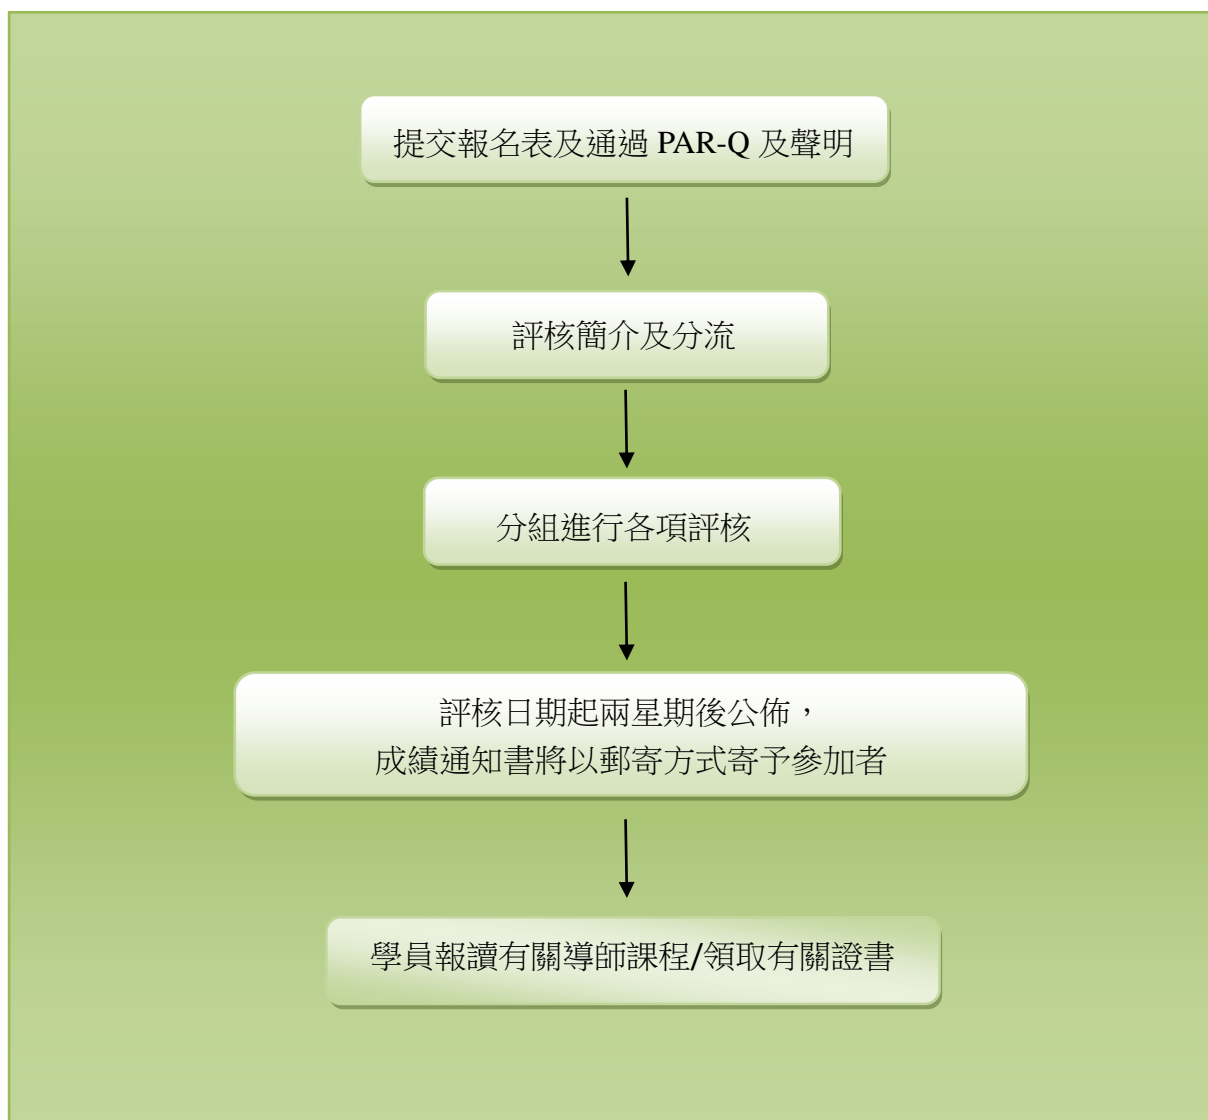 提交報名表及通過 PAR-Q 及聲明
評核簡介及分流
分組進行各項評核
評核日期起兩星期後公佈，
成績通知書將以郵寄方式寄予參加者
學員報讀有關導師課程/領取有關證書